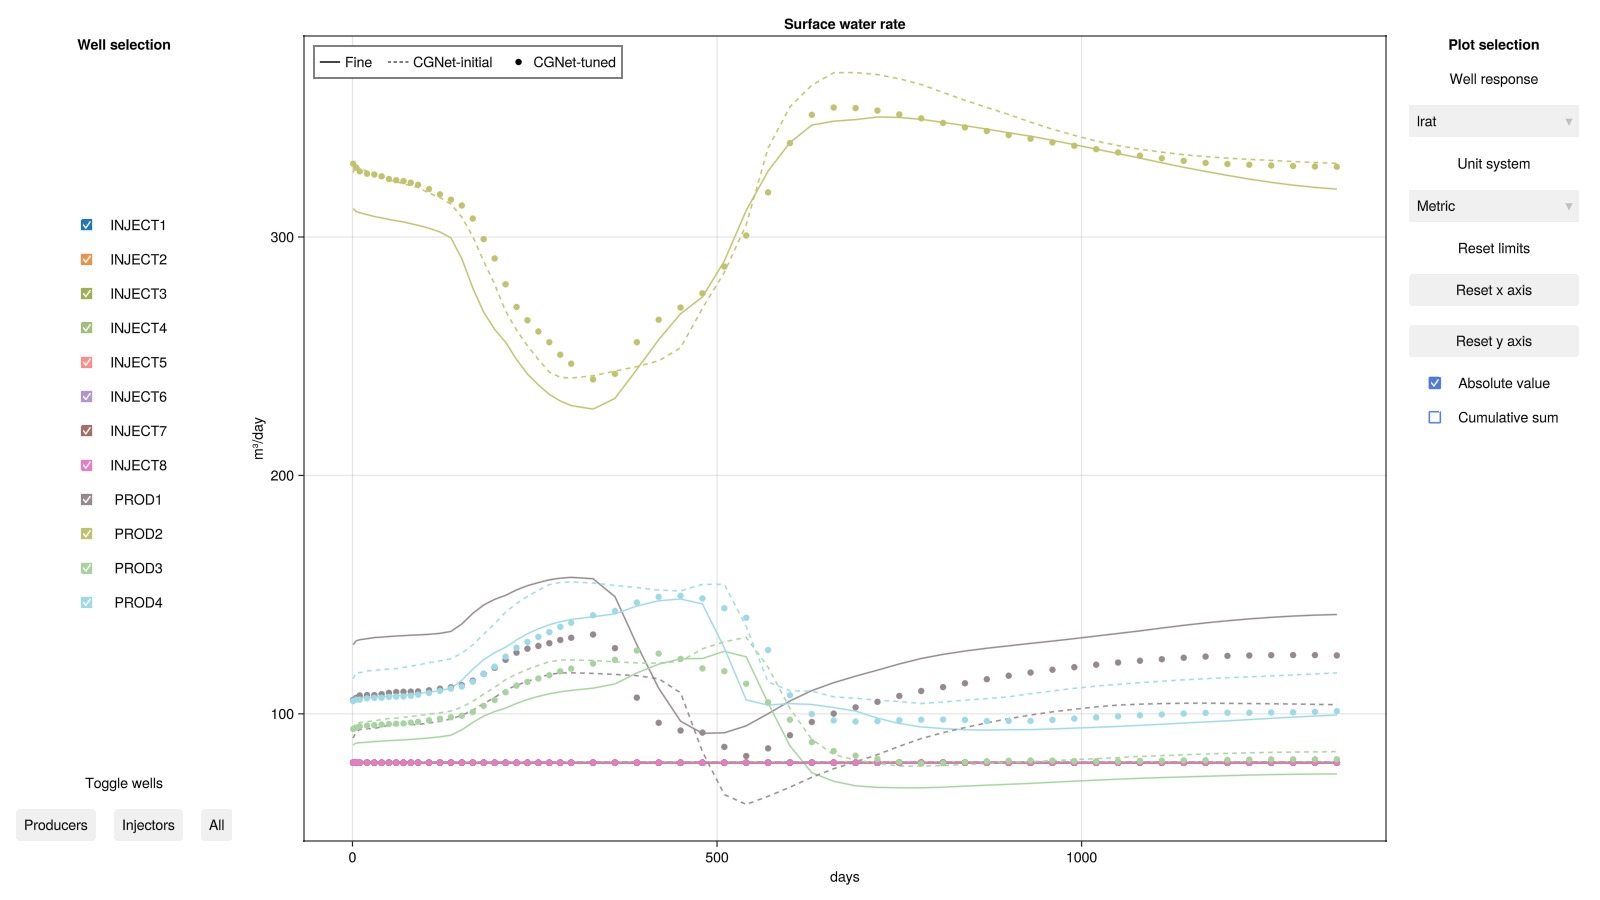 Surface water rate
Well selection
INJECT1
INJECT2
INJECT3
INJECT4
INJECT5
INJECT6
INJECT7
INJECT8
PROD1
PROD2
PROD3
PROD4
Toggle wells
Producers Injectors All
Fine CGNet-initial CGNet-tuned
300
200
100
m³/day
0 500 1000
days
Plot selection
Well response
lrat
Unit system
Metric
Reset limits
Reset x axis
Reset y axis
Absolute value
Cumulative sum